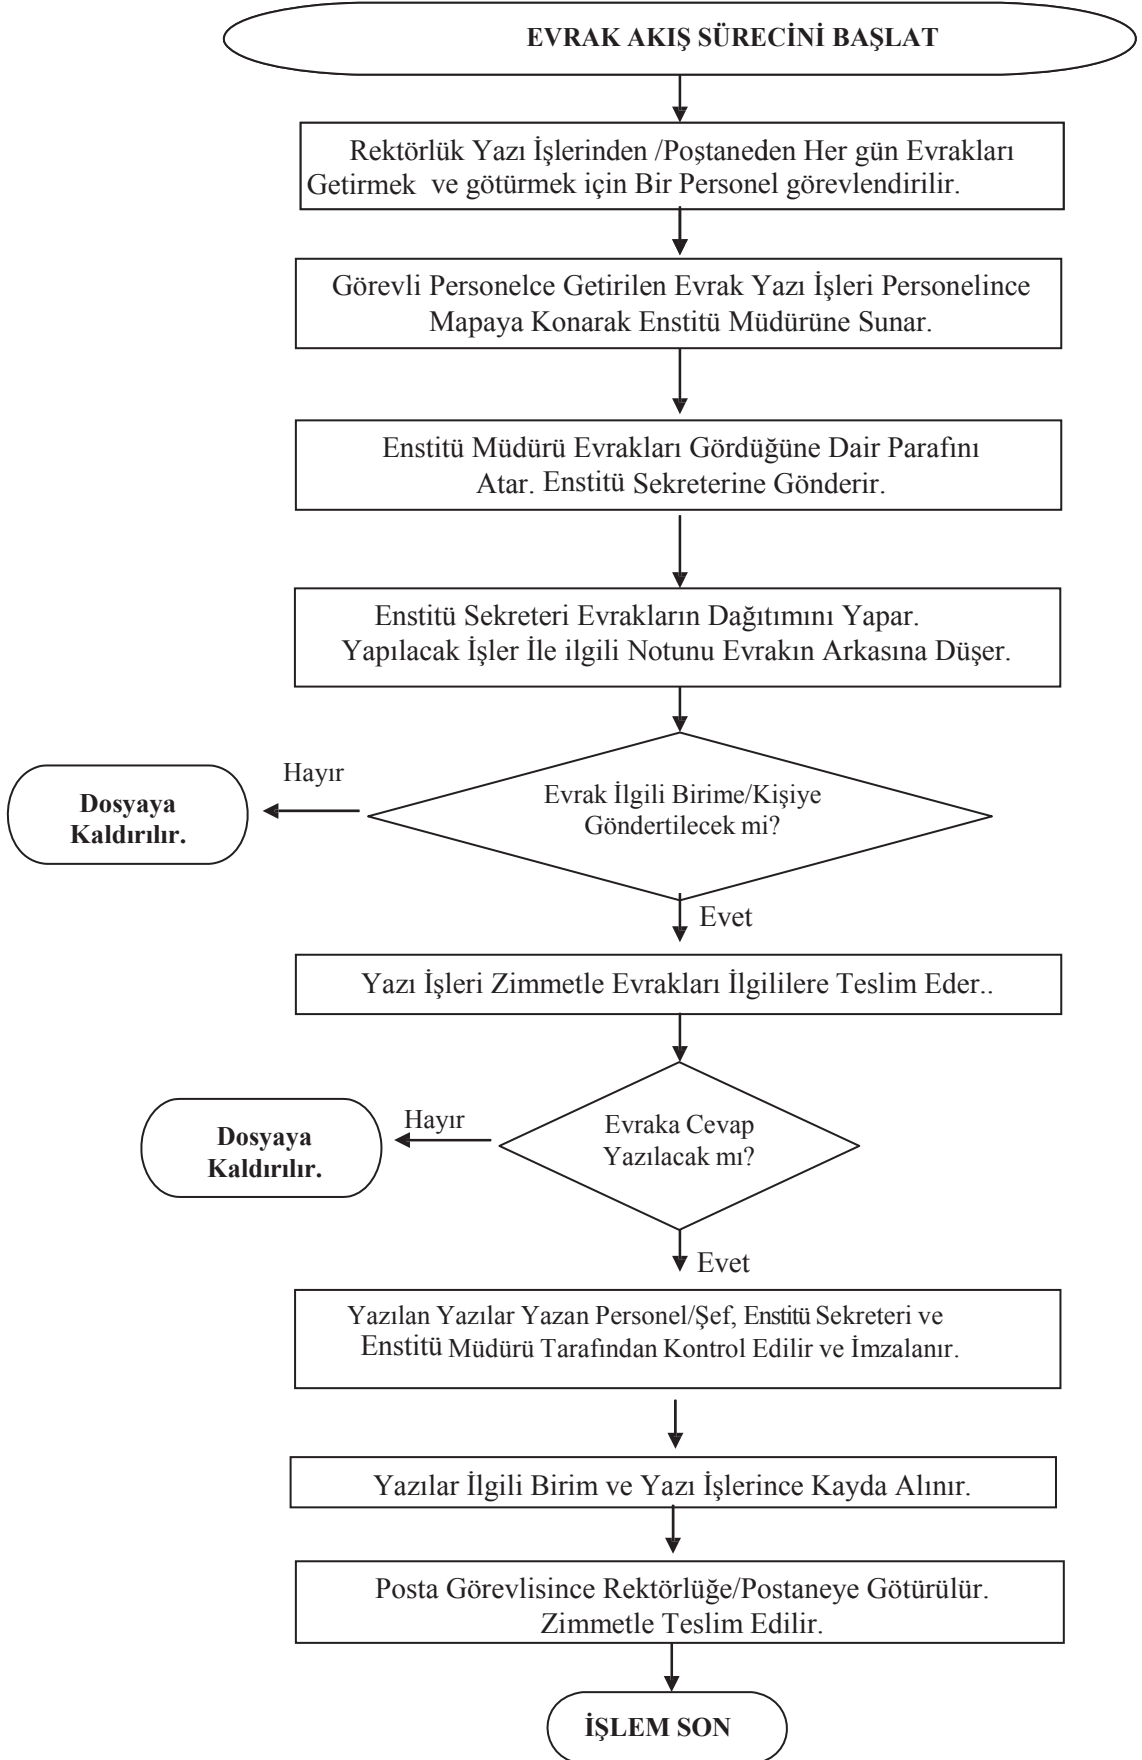 EVRAK AKIŞ SÜRECİNİ BAŞLAT
Rektörlük Yazı İşlerinden /Poştaneden Her gün Evrakları
Getirmek ve götürmek için Bir Personel görevlendirilir.
Görevli Personelce Getirilen Evrak Yazı İşleri Personelince
Mapaya Konarak Enstitü Müdürüne Sunar.
Enstitü Müdürü Evrakları Gördüğüne Dair Parafını
Atar. Enstitü Sekreterine Gönderir.
Enstitü Sekreteri Evrakların Dağıtımını Yapar.
Yapılacak İşler İle ilgili Notunu Evrakın Arkasına Düşer.
Hayır
Dosyaya
Kaldırılır.
Evrak İlgili Birime/Kişiye
Göndertilecek mi?
Evet
Yazı İşleri Zimmetle Evrakları İlgililere Teslim Eder..
Hayır
Dosyaya
Kaldırılır.
Evraka Cevap
Yazılacak mı?
Evet
Yazılan Yazılar Yazan Personel/Şef, Enstitü Sekreteri ve
Enstitü Müdürü Tarafından Kontrol Edilir ve İmzalanır.
Yazılar İlgili Birim ve Yazı İşlerince Kayda Alınır.
Posta Görevlisince Rektörlüğe/Postaneye Götürülür.
Zimmetle Teslim Edilir.
İŞLEM SON